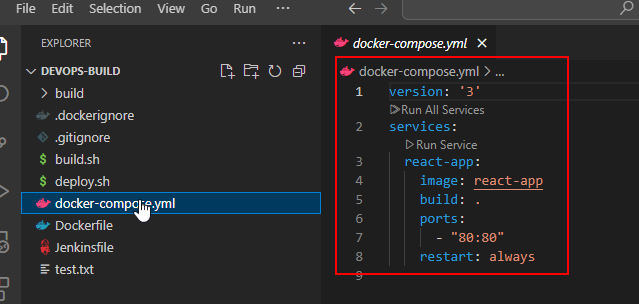 File Edit Selection View Go Run ...
EXPLORER ...
docker-compose.yml
DEVOPS-BUILD
build
.dockerignore
.gitignore
$ build.sh
$ deploy.sh
docker-compose.yml
Dockerfile
Jenkinsfile
test.txt
docker-compose.yml > ...
1 version: '3'
Run All Services
2 services:
Run Service
3 react-app:
4 image: react-app
5 build: .
6 ports:
7 - "80:80"
8 restart: always
9